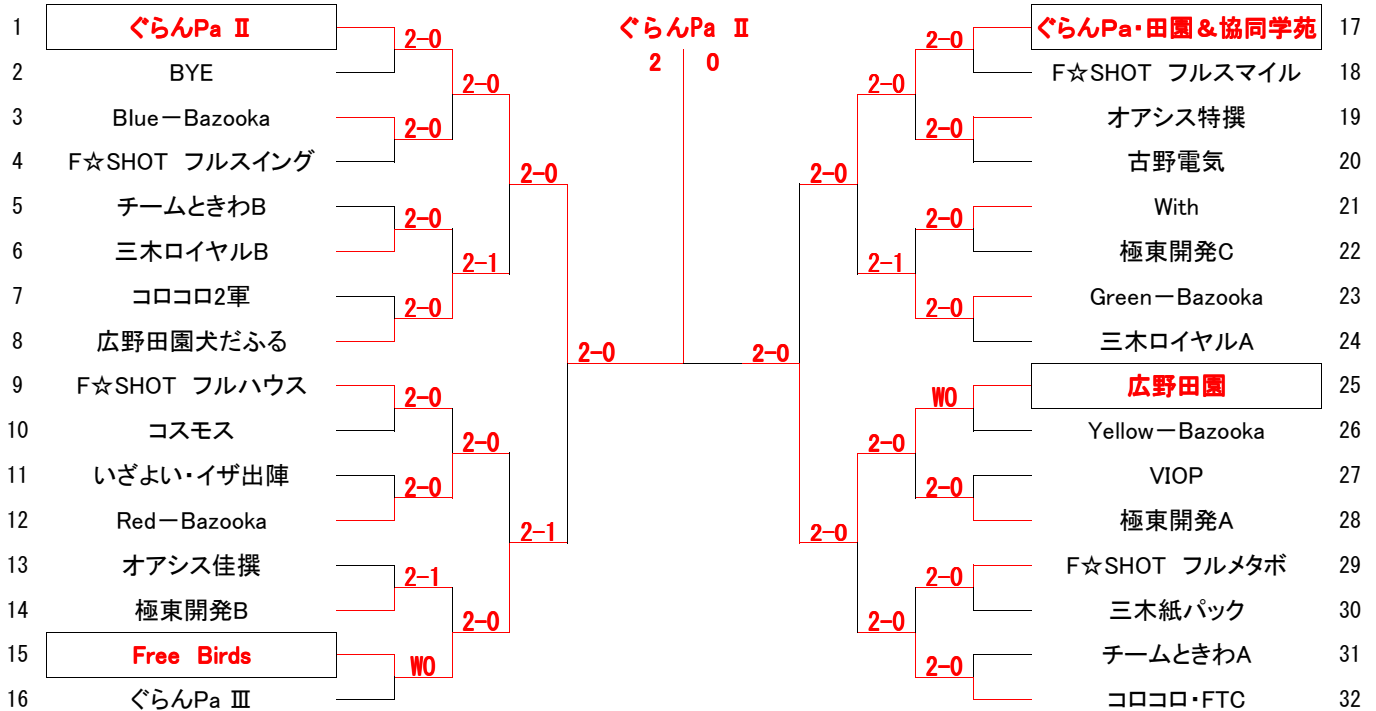 ぐらんPa Ⅱ
2 0
1 ぐらんPa Ⅱ
2-0
2 BYE
2-0
3 Blue－Bazooka
2-0
4 F☆SHOT フルスイング
2-0
5 チームときわB
2-0
6 三木ロイヤルB
2-1
7 コロコロ2軍
2-0
8 広野田園犬だふる
2-0
9 F☆SHOT フルハウス
2-0
10 コスモス
2-0
11 いざよい・イザ出陣
2-0
12 Red－Bazooka
2-1
13 オアシス佳撰
2-1
14 極東開発B
2-0
15 Free Birds
WO
16 ぐらんPa Ⅲ
ぐらんPa・田園＆協同学苑 17
2-0
F☆SHOT フルスマイル 18
2-0
オアシス特撰 19
2-0
古野電気 20
2-0
With 21
2-0
極東開発C 22
2-1
Green－Bazooka 23
2-0
三木ロイヤルA 24
2-0
広野田園 25
WO
Yellow－Bazooka 26
2-0
VIOP 27
2-0
極東開発A 28
2-0
F☆SHOT フルメタボ 29
2-0
三木紙パック 30
2-0
チームときわA 31
2-0
コロコロ・FTC 32